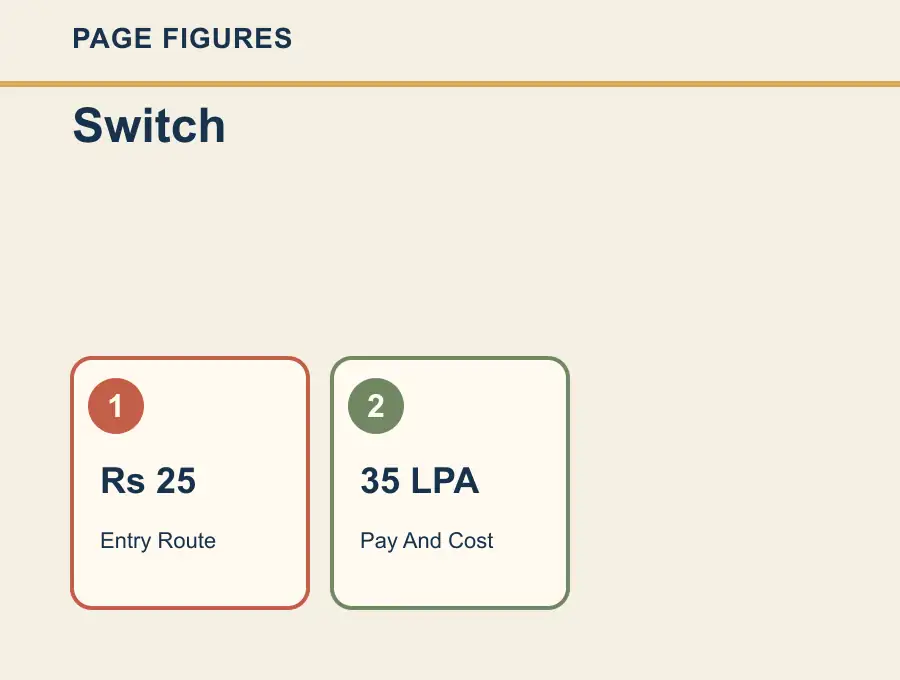 PAGE FIGURES
Switch
1
Rs 25
Entry Route
2
35 LPA
Pay And Cost